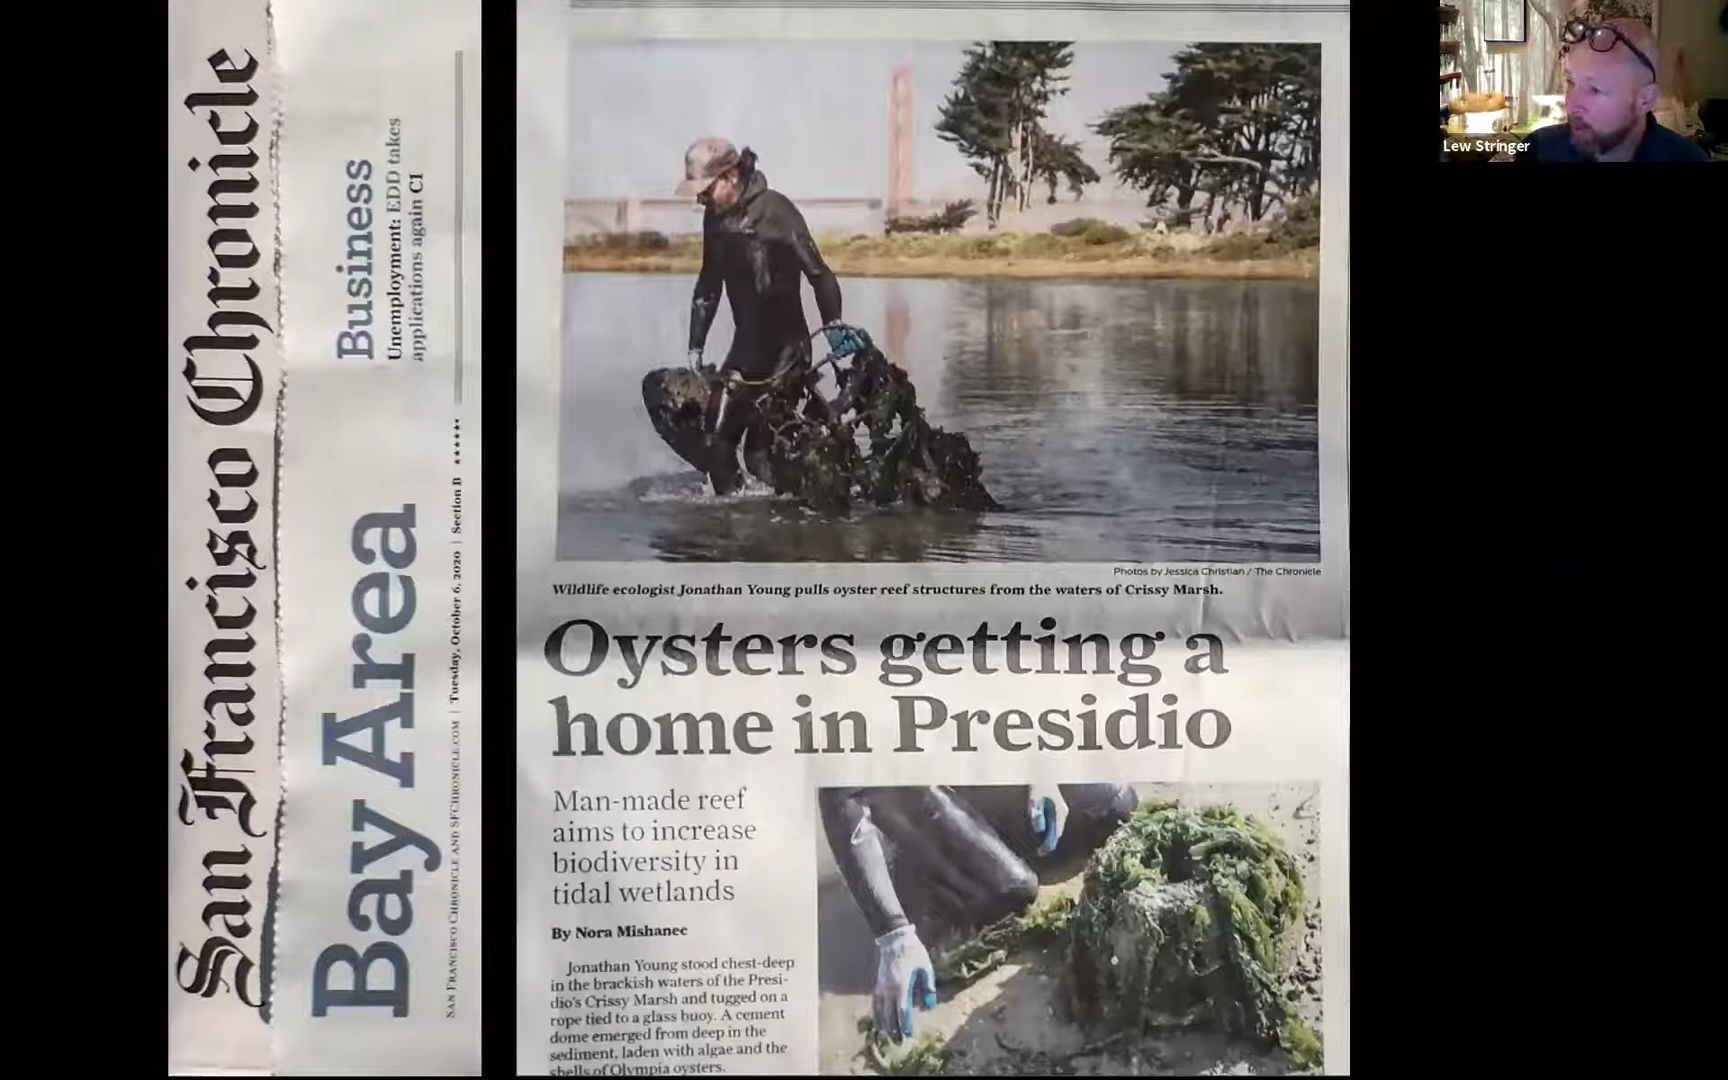 San Francisco Chronicle
Bay Area
Business
Unemployment: EDD takes
applications again C1
SAN FRANCISCO CHRONICLE AND SFCHRONICLE.COM | Tuesday, October 6, 2020 | Section B ★★★★★
Photos by Jessica Christian / The Chronicle
Wildlife ecologist Jonathan Young pulls oyster reef structures from the waters of Crissy Marsh.
Oysters getting a
home in Presidio
Man-made reef
aims to increase
biodiversity in
tidal wetlands
By Nora Mishanec
Jonathan Young stood chest-deep
in the brackish waters of the Presi-
dio's Crissy Marsh and tugged on a
rope tied to a glass buoy. A cement
dome emerged from deep in the
sediment, laden with algae and the
shells of Olympia oysters.
Lew Stringer